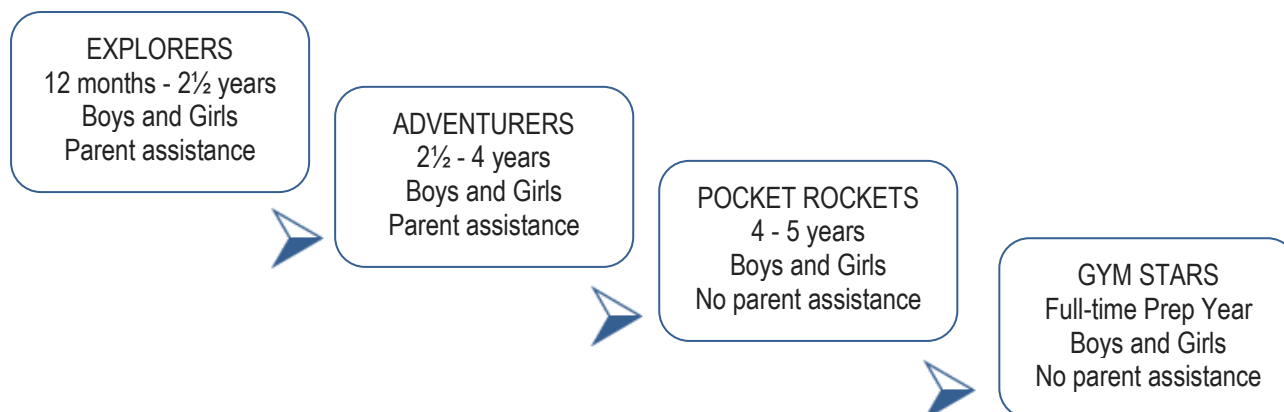 EXPLORERS
12 months - 2½ years
Boys and Girls
Parent assistance
ADVENTURERS
2½ - 4 years
Boys and Girls
Parent assistance
POCKET ROCKETS
4 - 5 years
Boys and Girls
No parent assistance
GYM STARS
Full-time Prep Year
Boys and Girls
No parent assistance